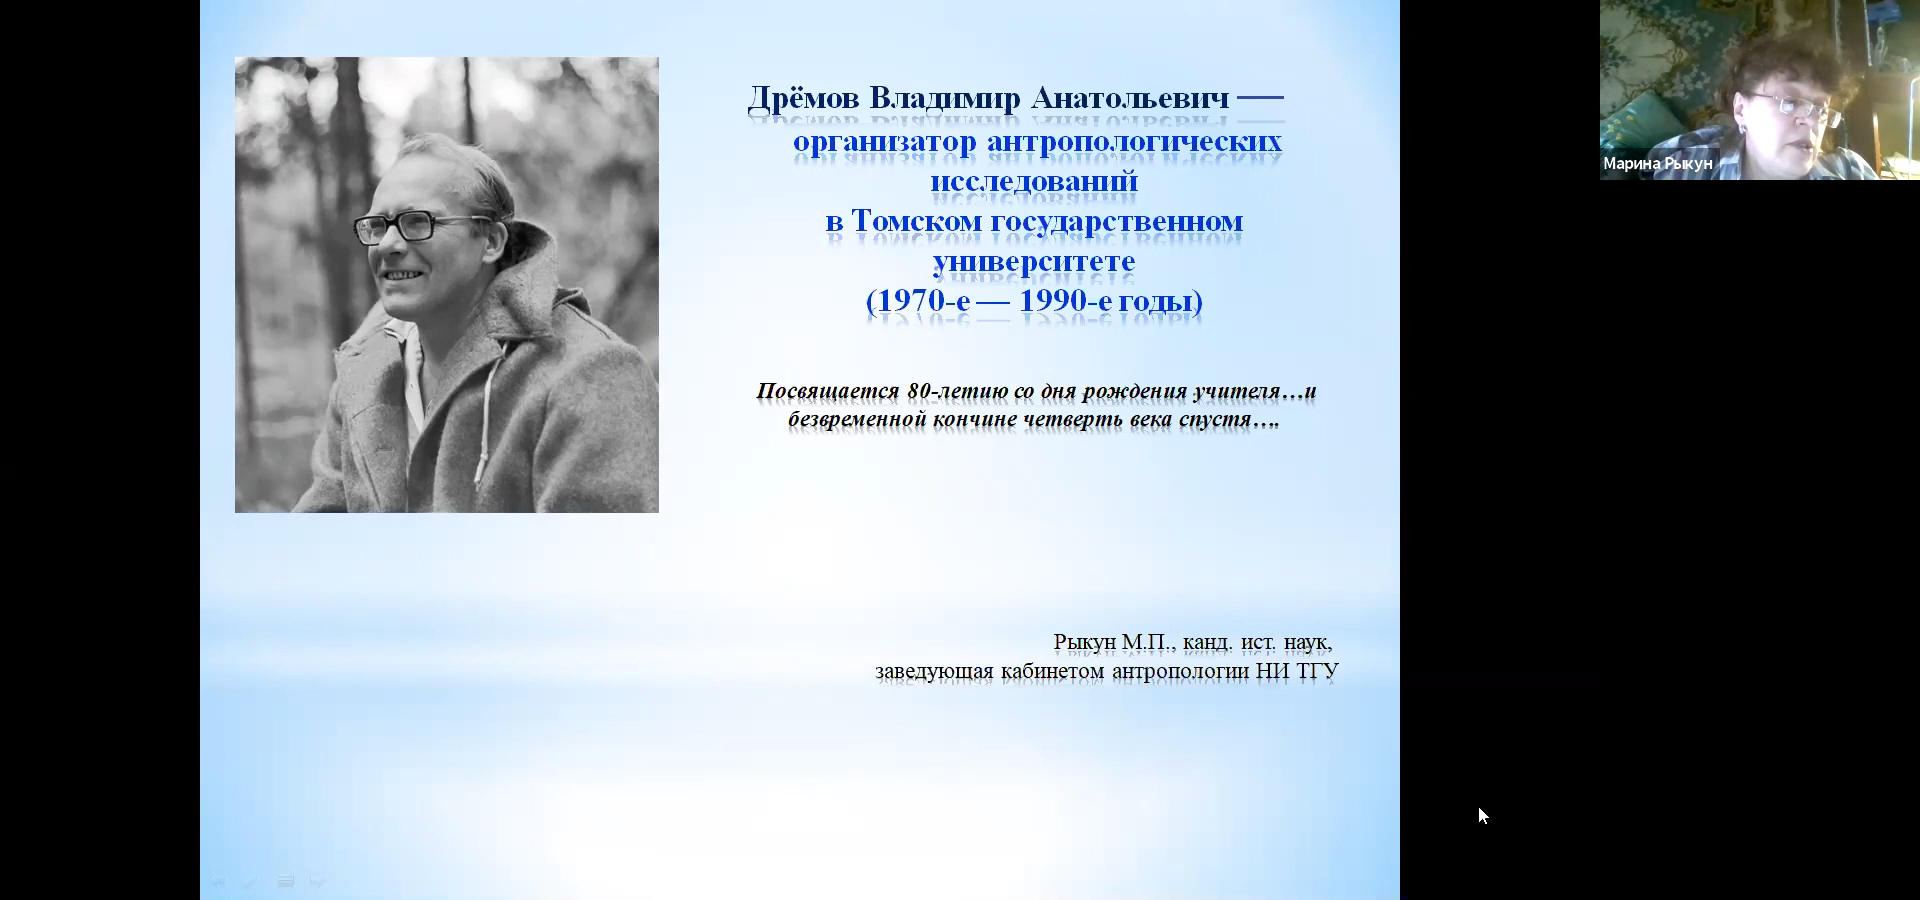 Дрёмов Владимир Анатольевич —
организатор антропологических
исследований
в Томском государственном
университете
(1970-е — 1990-е годы)
Посвящается 80-летию со дня рождения учителя…и
безвременной кончине четверть века спустя….
Рыкун М.П., канд. ист. наук,
заведующая кабинетом антропологии НИ ТГУ
Марина Рыкун